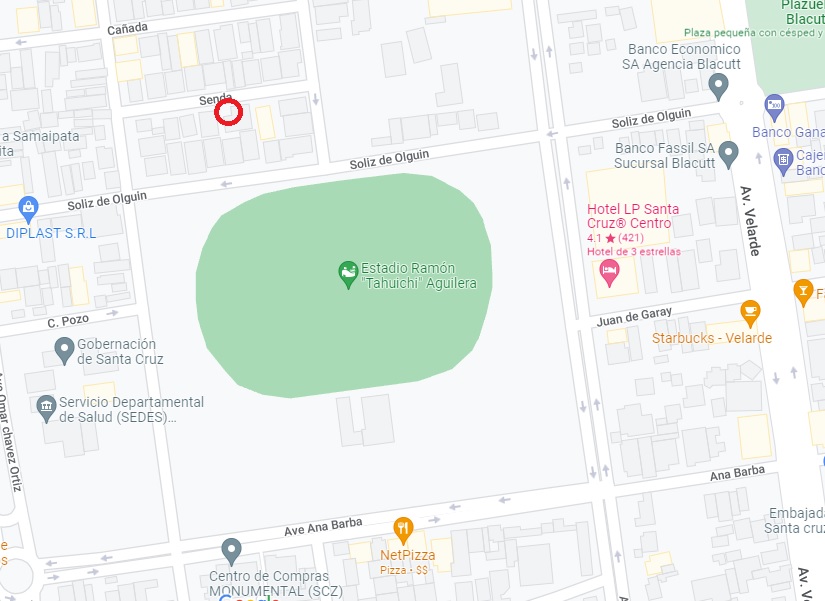 Cañada
Plazuel
Blacutt
Plaza pequeña con césped y
Banco Economico
SA Agencia Blacutt
Senda
Soliz de Olguin
Banco Gana
a Samaipata
ita
Soliz de Olguin
Banco Fassil SA
Sucursal Blacutt
Cajer
Banc
Soliz de Olguin
DIPLAST S.R.L
Av. Velarde
Hotel LP Santa
Cruz® Centro
4.1 ★ (421)
Hotel de 3 estrellas
Estadio Ramón
"Tahuichi" Aguilera
F
C. Pozo
Juan de Garay
Starbucks - Velarde
Gobernación
de Santa Cruz
Servicio Departamental
de Salud (SEDES)...
Ave Omar chavez Ortiz
Ana Barba
Ave Ana Barba
Embajada
Santa cruz
NetPizza
Pizza • $$
e
s
Centro de Compras
MONUMENTAL (SCZ)
Google
Av. V